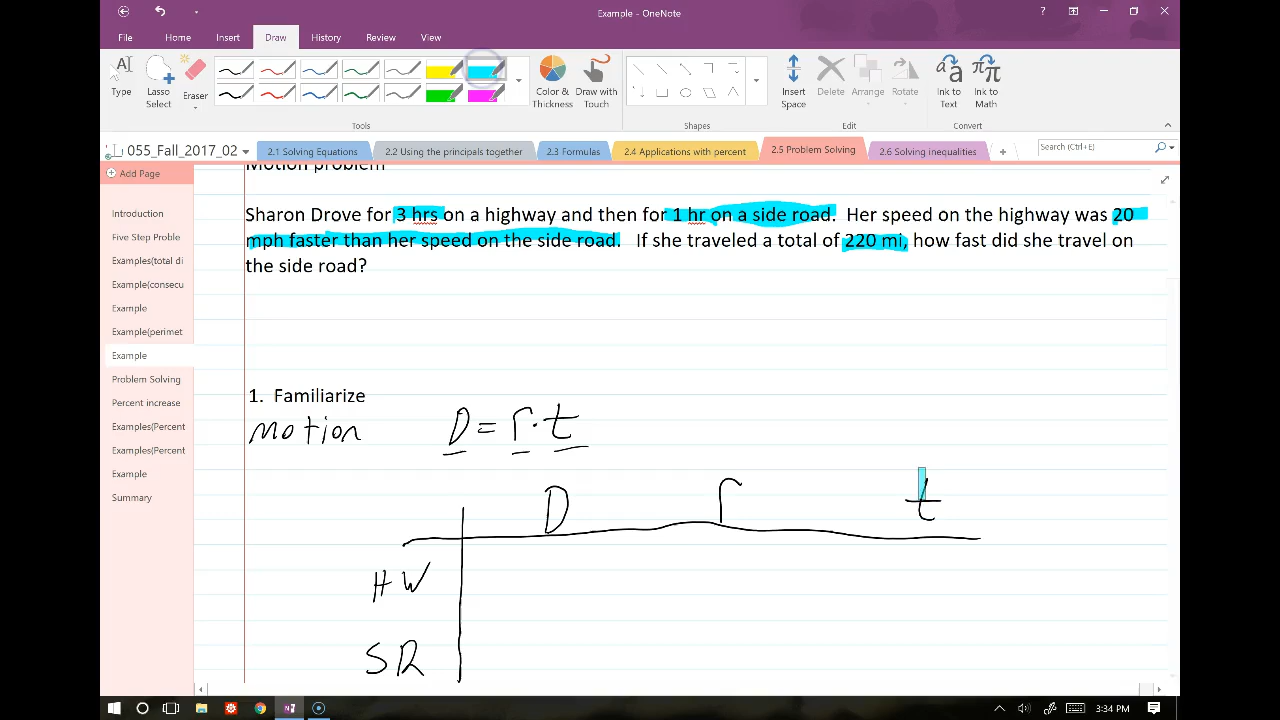 Example - OneNote
?
File Home Insert Draw History Review View
Type
Lasso Select
Eraser
Color & Thickness
Draw with Touch
Insert Space
Delete
Arrange
Rotate
Ink to Text
Ink to Math
Tools
Shapes
Edit
Convert
055_Fall_2017_02
2.1 Solving Equations
2.2 Using the principals together
2.3 Formulas
2.4 Applications with percent
2.5 Problem Solving
2.6 Solving inequalities
Search (Ctrl+E)
Add Page
Introduction
Five Step Proble
Examples(total di
Example(consecu
Example
Example(perimet
Example
Problem Solving
Percent increase
Examples(Percent
Examples(Percent
Example
Summary
Motion problem
Sharon Drove for 3 hrs on a highway and then for 1 hr on a side road. Her speed on the highway was 20
mph faster than her speed on the side road. If she traveled a total of 220 mi, how fast did she travel on
the side road?
1. Familiarize
motion D = r · t
D r t
HW
SR
3:34 PM